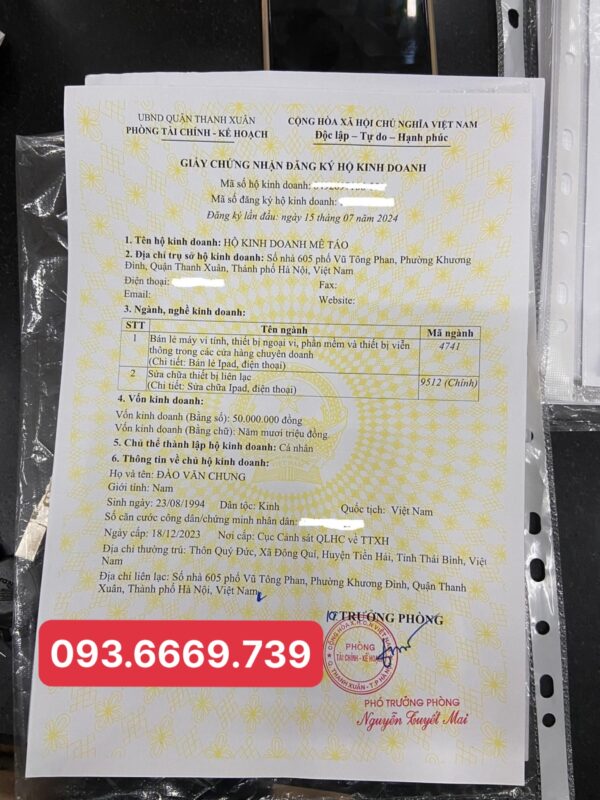 UBND QUẬN THANH XUÂN
PHÒNG TÀI CHÍNH - KẾ HOẠCH
CỘNG HÒA XÃ HỘI CHỦ NGHĨA VIỆT NAM
Độc lập – Tự do – Hạnh phúc
GIẤY CHỨNG NHẬN ĐĂNG KÝ HỘ KINH DOANH
Mã số hộ kinh doanh:
Mã số đăng ký hộ kinh doanh:
Đăng ký lần đầu: ngày 15 tháng 07 năm 2024
1. Tên hộ kinh doanh: HỘ KINH DOANH MÊ TÁO
2. Địa chỉ trụ sở hộ kinh doanh: Số nhà 605 phố Vũ Tông Phan, Phường Khương
Đình, Quận Thanh Xuân, Thành phố Hà Nội, Việt Nam
Điện thoại: Fax:
Email: Website:
3. Ngành, nghề kinh doanh:
STT Tên ngành Mã ngành
1 Bán lẻ máy vi tính, thiết bị ngoại vi, phần mềm và thiết bị viễn 4741
thông trong các cửa hàng chuyên doanh
(Chi tiết: Bán lẻ Ipad, điện thoại)
2 Sửa chữa thiết bị liên lạc 9512 (Chính)
(Chi tiết: Sửa chữa Ipad, điện thoại)
4. Vốn kinh doanh:
Vốn kinh doanh (Bằng số): 50.000.000 đồng
Vốn kinh doanh (Bằng chữ): Năm mươi triệu đồng
5. Chủ thể thành lập hộ kinh doanh: Cá nhân
6. Thông tin về chủ hộ kinh doanh:
Họ và tên: ĐÀO VĂN CHUNG
Giới tính: Nam
Sinh ngày: 23/08/1994 Dân tộc: Kinh Quốc tịch: Việt Nam
Số căn cước công dân/chứng minh nhân dân:
Ngày cấp: 18/12/2023 Nơi cấp: Cục Cảnh sát QLHC về TTXH
Địa chỉ thường trú: Thôn Quý Đức, Xã Đông Quí, Huyện Tiền Hải, Tỉnh Thái Bình, Việt
Nam
Địa chỉ liên lạc: Số nhà 605 phố Vũ Tông Phan, Phường Khương Đình, Quận Thanh
Xuân, Thành phố Hà Nội, Việt Nam
TRƯỞNG PHÒNG
PHÒNG
TÀI CHÍNH - KẾ HOẠCH
093.6669.739
PHÓ TRƯỞNG PHÒNG
Nguyễn Tuyết Mai